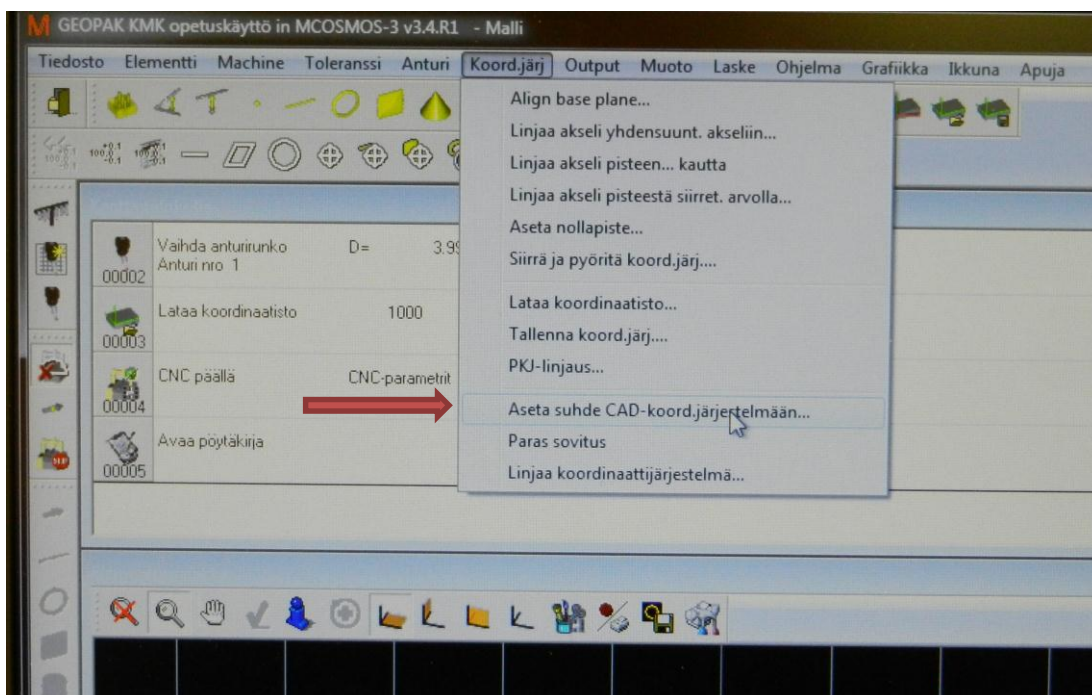 GEOPAK KMK opetuskäyttö in MCOSMOS-3 v3.4.R1 - Malli
Tiedosto Elementti Machine Toleranssi Anturi Koord.järj Output Muoto Laske Ohjelma Grafiikka Ikkuna Apuja
Align base plane...
Linjaa akseli yhdensuunt. akseliin...
Linjaa akseli pisteen... kautta
Linjaa akseli pisteestä siirret. arvolla...
Aseta nollapiste...
Siirrä ja pyöritä koord.järj....
Lataa koordinaatisto...
Tallenna koord.järj....
PKJ-linjaus...
Aseta suhde CAD-koord.järjestelmään...
Paras sovitus
Linjaa koordinaattijärjestelmä...
00002 Vaihda anturirunko D= 3.99
Anturi nro 1
00003 Lataa koordinaatisto 1000
00004 CNC päällä CNC-parametrit
00005 Avaa pöytäkirja